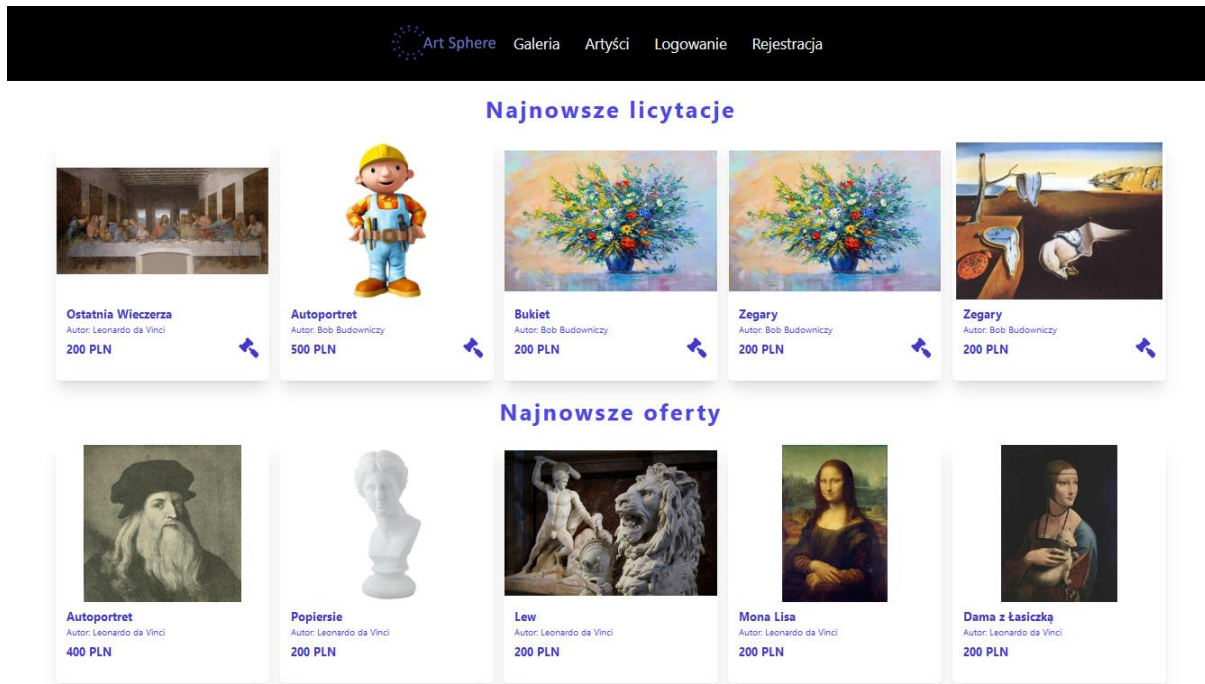 Art Sphere Galeria Artyści Logowanie Rejestracja
Najnowsze licytacje
Ostatnia Wieczerza
Autor: Leonardo da Vinci
200 PLN
Autoportret
Autor: Bob Budowniczy
500 PLN
Bukiet
Autor: Bob Budowniczy
200 PLN
Zegary
Autor: Bob Budowniczy
200 PLN
Zegary
Autor: Bob Budowniczy
200 PLN
Najnowsze oferty
Autoportret
Autor: Leonardo da Vinci
400 PLN
Popiersie
Autor: Leonardo da Vinci
200 PLN
Lew
Autor: Leonardo da Vinci
200 PLN
Mona Lisa
Autor: Leonardo da Vinci
200 PLN
Dama z Łasiczką
Autor: Leonardo da Vinci
200 PLN